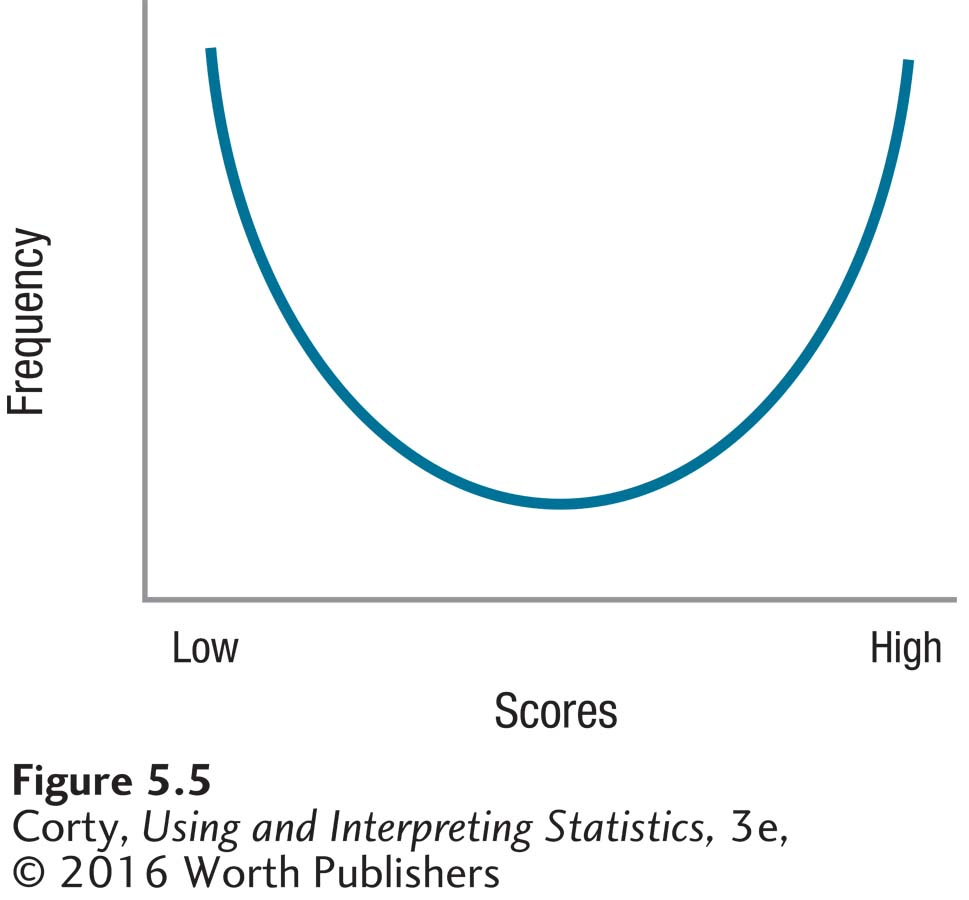 Frequency
Low
High
Scores
Figure 5.5
Corty, Using and Interpreting Statistics, 3e,
© 2016 Worth Publishers